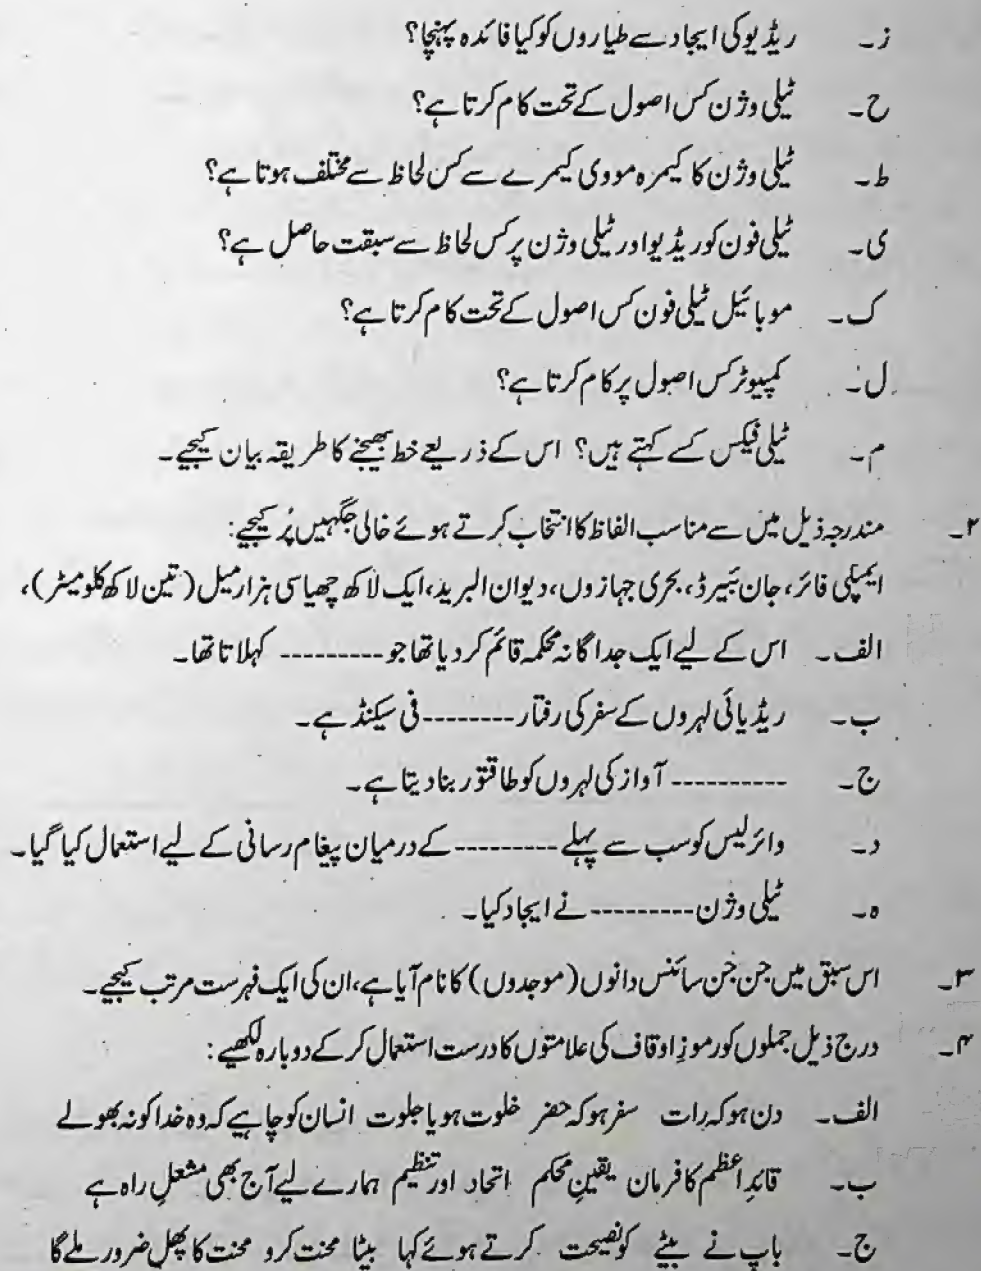 ز۔ ریڈیو کی ایجاد سے طیاروں کو کیا فائدہ پہنچا؟
ح۔ ٹیلی وژن کس اصول کے تحت کام کرتا ہے؟
ط۔ ٹیلی وژن کا کیمرہ مووی کیمرے سے کس لحاظ سے مختلف ہوتا ہے؟
ی۔ ٹیلی فون کو ریڈیو اور ٹیلی وژن پر کس لحاظ سے سبقت حاصل ہے؟
ک۔ موبائیل ٹیلی فون کس اصول کے تحت کام کرتا ہے؟
ل۔ کمپیوٹر کس اصول پر کام کرتا ہے؟
م۔ ٹیلی فیکس کسے کہتے ہیں؟ اس کے ذریعے خط بھیجنے کا طریقہ بیان کیجیے۔
۲۔ مندرجہ ذیل میں سے مناسب الفاظ کا انتخاب کرتے ہوئے خالی جگہیں پُر کیجیے:
ایمپلی فائر، جان بَیرڈ، بحری جہازوں، دیوان البرید، ایک لاکھ چھیاسی ہزار میل (تین لاکھ کلومیٹر)،
الف۔ اس کے لیے ایک جداگانہ محکمہ قائم کر دیا تھا جو --------- کہلاتا تھا۔
ب۔ ریڈیائی لہروں کے سفر کی رفتار -------- فی سیکنڈ ہے۔
ج۔ ---------- آواز کی لہروں کو طاقتور بنا دیتا ہے۔
د۔ وائرلیس کو سب سے پہلے --------- کے درمیان پیغام رسانی کے لیے استعمال کیا گیا۔
ہ۔ ٹیلی وژن --------- نے ایجاد کیا۔
۳۔ اس سبق میں جن جن سائنس دانوں (موجدوں) کا نام آیا ہے، ان کی ایک فہرست مرتب کیجیے۔
۴۔ درج ذیل جملوں کو رموزِ اوقاف کی علامتوں کا درست استعمال کر کے دوبارہ لکھیے:
الف۔ دن ہو کہ رات سفر ہو کہ حضر خلوت ہو یا جلوت انسان کو چاہیے کہ وہ خدا کو نہ بھولے
ب۔ قائدِاعظم کا فرمان یقینِ محکم اتحاد اور تنظیم ہمارے لیے آج بھی مشعلِ راہ ہے
ج۔ باپ نے بیٹے کو نصیحت کرتے ہوئے کہا بیٹا محنت کرو محنت کا پھل ضرور ملے گا